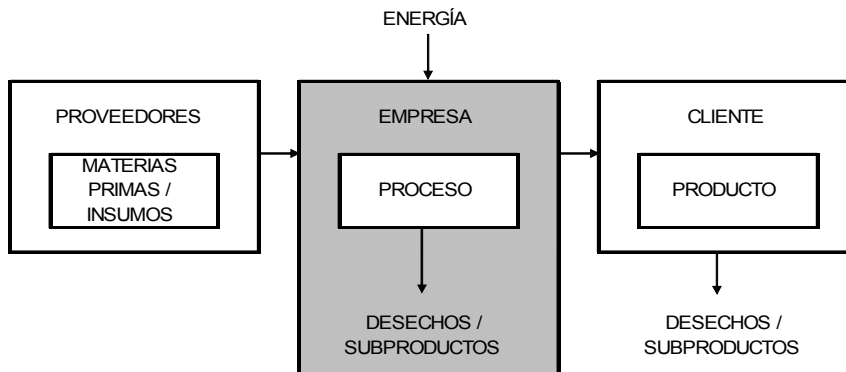 ENERGÍA
PROVEEDORES
MATERIAS
PRIMAS /
INSUMOS
EMPRESA
PROCESO
DESECHOS /
SUBPRODUCTOS
CLIENTE
PRODUCTO
DESECHOS /
SUBPRODUCTOS